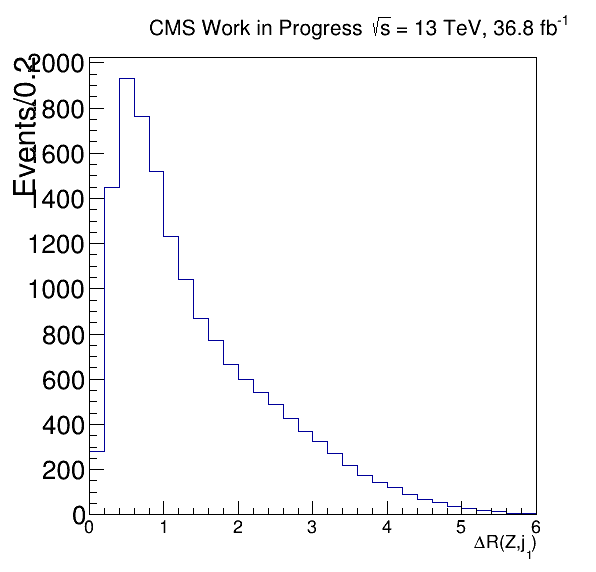 CMS Work in Progress √s = 13 TeV, 36.8 fb⁻¹
Events/0.2
2000
1800
1600
1400
1200
1000
800
600
400
200
0
0 1 2 3 4 5 6
ΔR(Z,j₁)